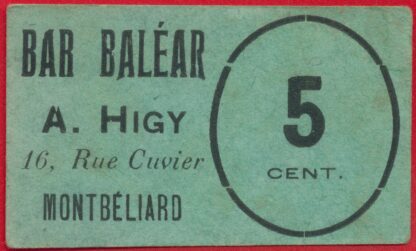 BAR BALÉAR
A. HIGY
16, Rue Cuvier
MONTBÉLIARD
5
CENT.